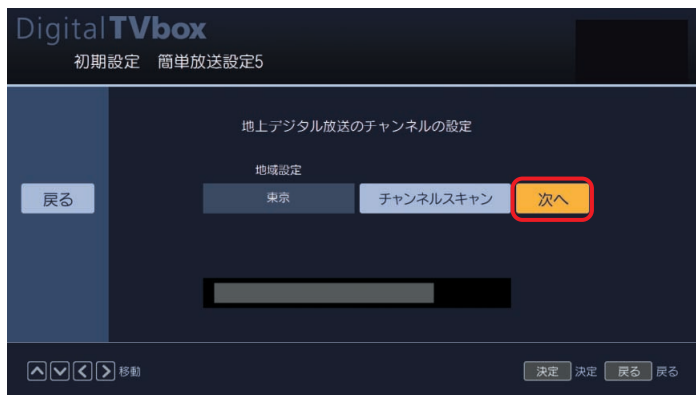 Digital TVbox
初期設定 簡単放送設定5
地上デジタル放送のチャンネルの設定
地域設定
戻る
東京
チャンネルスキャン
次へ
移動
決定 決定 戻る 戻る